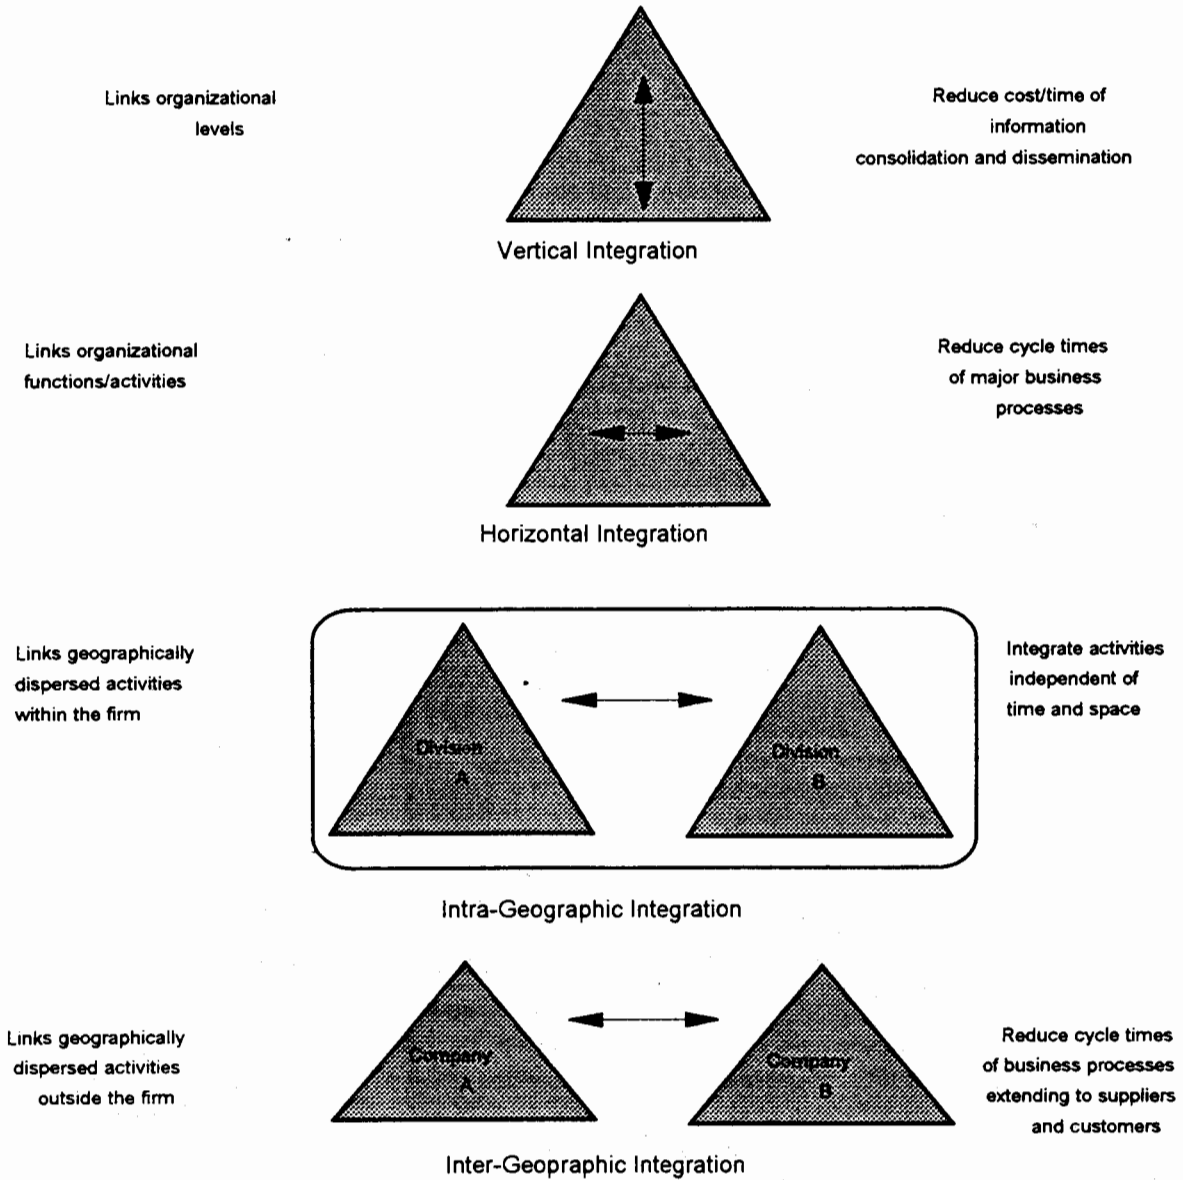 Links organizational
levels
Reduce cost/time of
information
consolidation and dissemination
Vertical Integration
Links organizational
functions/activities
Reduce cycle times
of major business
processes
Horizontal Integration
Links geographically
dispersed activities
within the firm
Division
A
Division
B
Integrate activities
independent of
time and space
Intra-Geographic Integration
Links geographically
dispersed activities
outside the firm
Company
A
Company
B
Reduce cycle times
of business processes
extending to suppliers
and customers
Inter-Geopraphic Integration